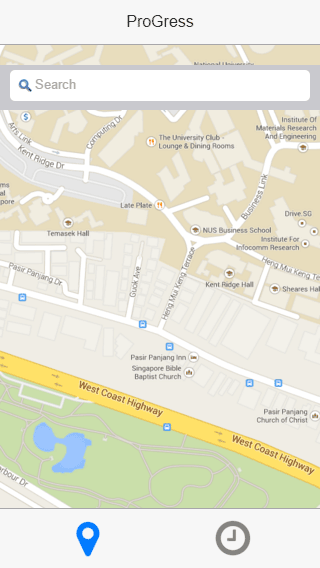 ProGress
National University
Search
Institute Of
Materials Research
And Engineering
Computing Dr
Arts Link
The University Club -
Lounge & Dining Rooms
Kent Ridge Dr
Business Link
Late Plate
Drive.SG
Temasek Hall
NUS Business School
Institute For
Infocomm Research
Heng Mui Keng Terrace
Heng Mui Keng
Pasir Panjang Dr
Guok Ave
Kent Ridge Hall
Sheares Hall
Pasir Panjang Inn
Singapore Bible
Baptist Church
West Coast Highway
Pasir Panjang
Church of Christ
West Coast Highway